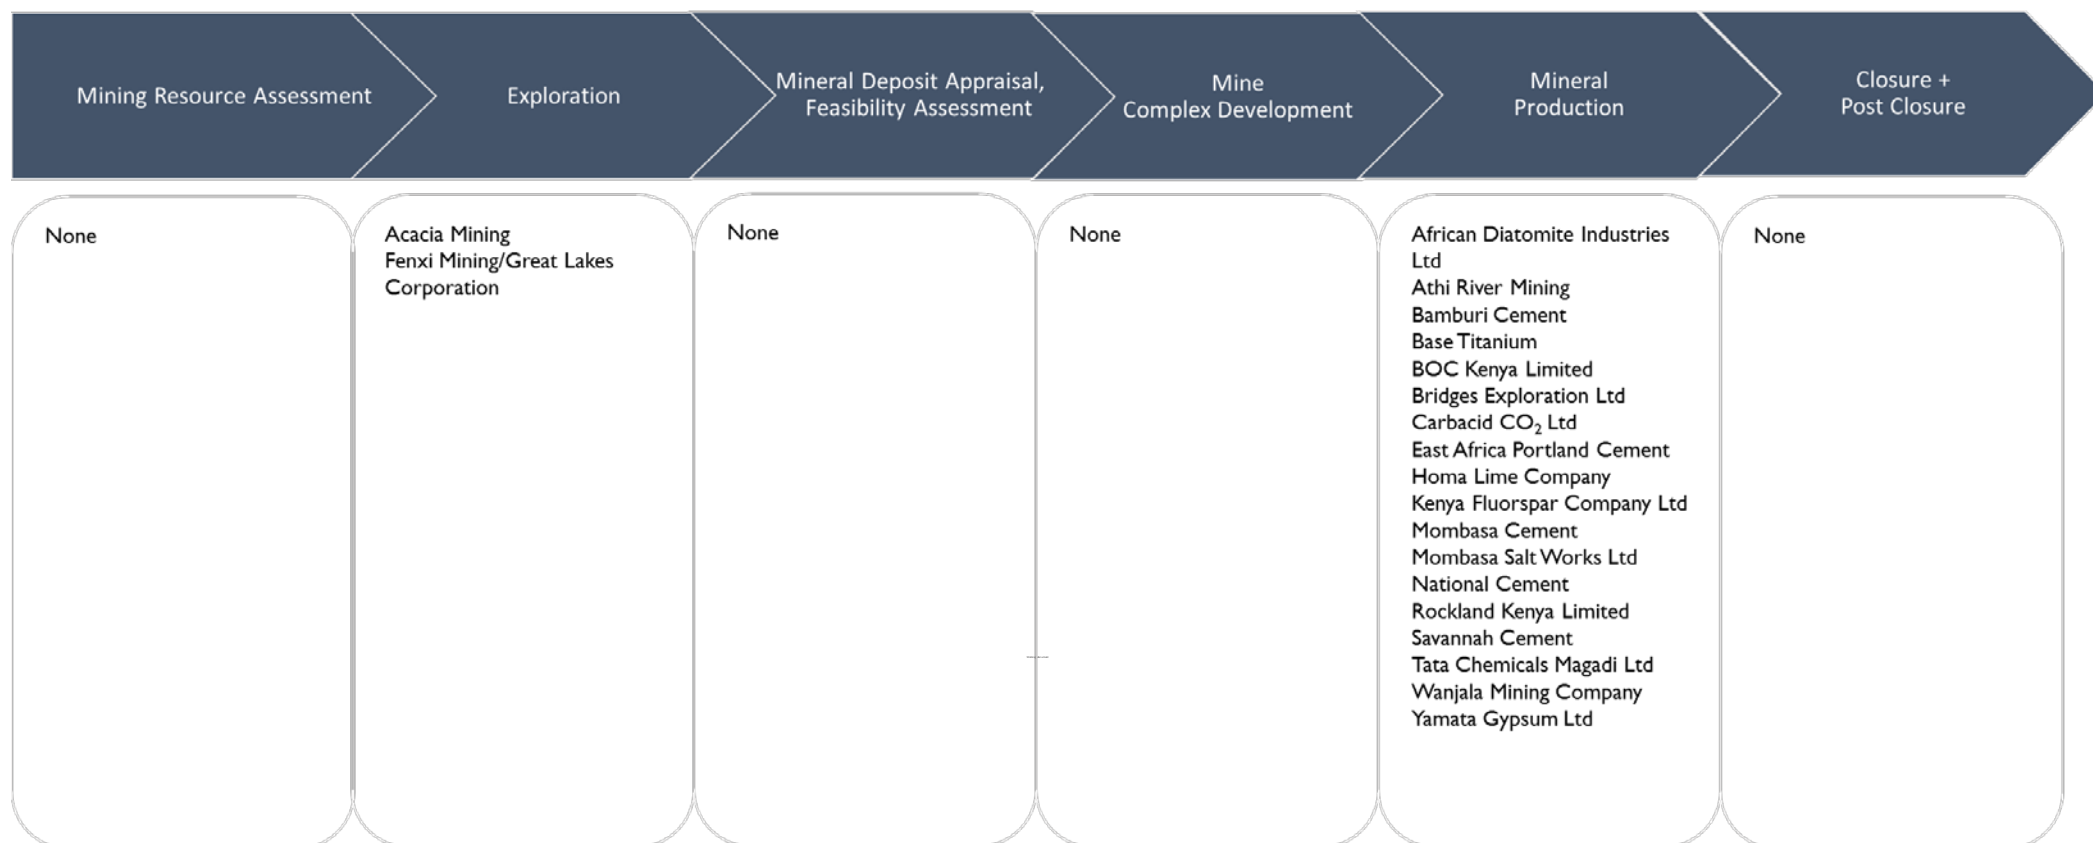 Mining Resource Assessment
Exploration
Mineral Deposit Appraisal,
Feasibility Assessment
Mine
Complex Development
Mineral
Production
Closure +
Post Closure
None
Acacia Mining
Fenxi Mining/Great Lakes
Corporation
None
None
African Diatomite Industries
Ltd
Athi River Mining
Bamburi Cement
Base Titanium
BOC Kenya Limited
Bridges Exploration Ltd
Carbacid CO₂ Ltd
East Africa Portland Cement
Homa Lime Company
Kenya Fluorspar Company Ltd
Mombasa Cement
Mombasa Salt Works Ltd
National Cement
Rockland Kenya Limited
Savannah Cement
Tata Chemicals Magadi Ltd
Wanjala Mining Company
Yamata Gypsum Ltd
None